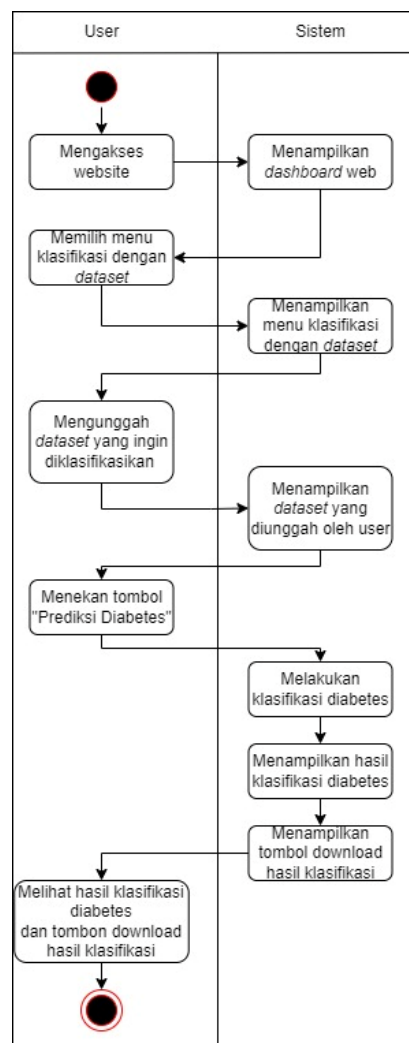 User
Sistem
Mengakses
website
Menampilkan
dashboard web
Memilih menu
klasifikasi dengan
dataset
Menampilkan
menu klasifikasi
dengan dataset
Mengunggah
dataset yang ingin
diklasifikasikan
Menampilkan
dataset yang
diunggah oleh user
Menekan tombol
"Prediksi Diabetes"
Melakukan
klasifikasi diabetes
Menampilkan hasil
klasifikasi diabetes
Menampilkan
tombol download
hasil klasifikasi
Melihat hasil klasifikasi
diabetes
dan tombon download
hasil klasifikasi